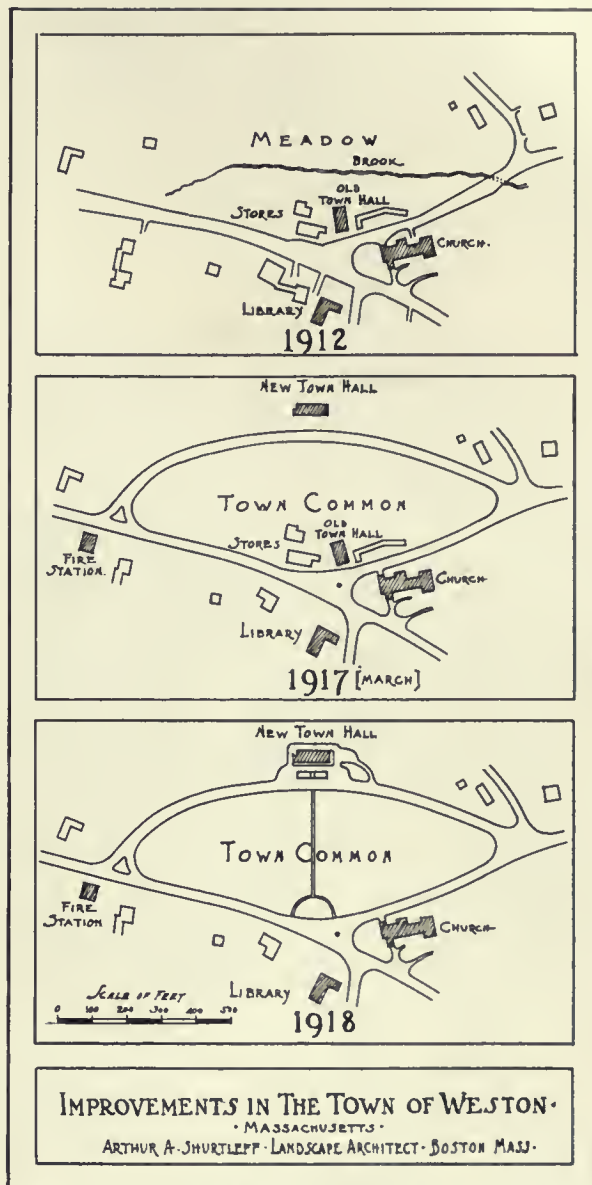 MEADOW
BROOK
OLD
TOWN HALL
STORES
CHURCH.
LIBRARY
1912
NEW TOWN HALL
TOWN COMMON
OLD
TOWN HALL
STORES
FIRE
STATION.
CHURCH
LIBRARY
1917 [MARCH]
NEW TOWN HALL
TOWN COMMON
FIRE
STATION
CHURCH
SCALE OF FEET
0 100 200 300 400 500
LIBRARY
1918
IMPROVEMENTS IN THE TOWN OF WESTON·
·MASSACHUSETTS·
ARTHUR A·SHURTLEFF·LANDSCAPE ARCHITECT·BOSTON MASS·